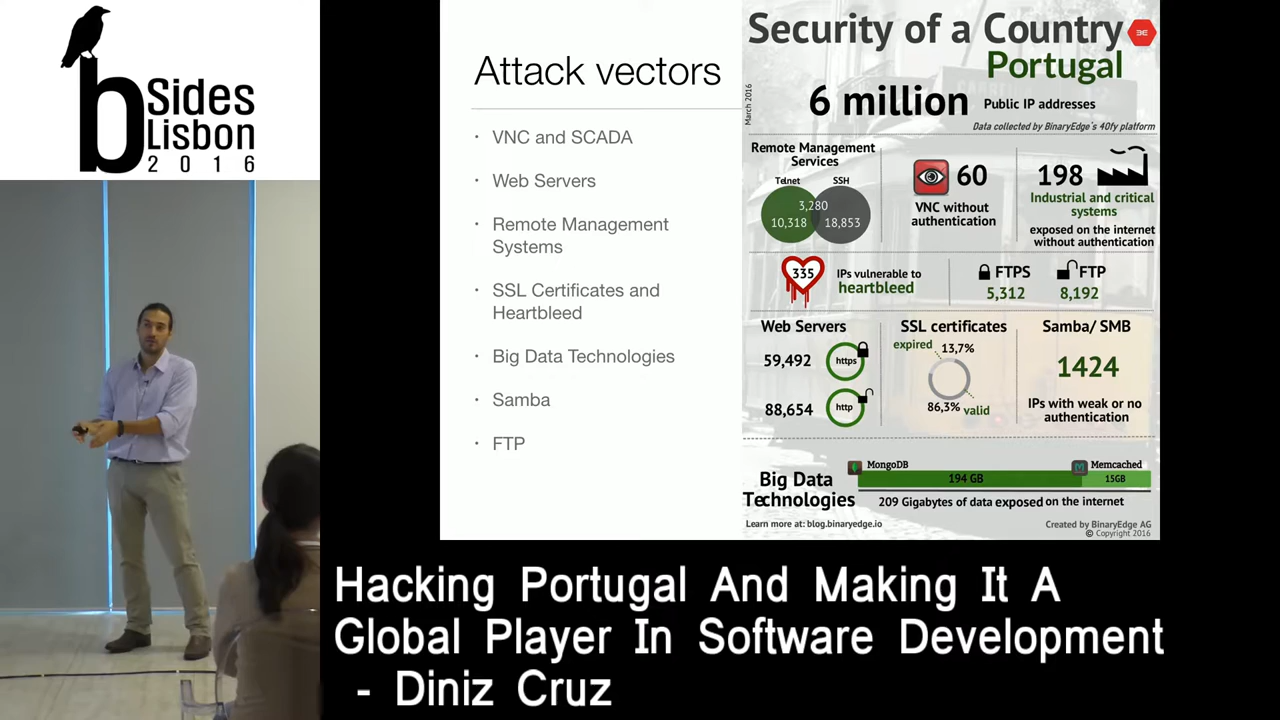 b Sides
Lisbon
2016
Attack vectors
• VNC and SCADA
• Web Servers
• Remote Management
Systems
• SSL Certificates and
Heartbleed
• Big Data Technologies
• Samba
• FTP
Security of a Country
Portugal
March 2016
6 million Public IP addresses
Data collected by BinaryEdge's 40fy platform
Remote Management
Services
Telnet SSH
3,280
10,318 18,853
60
VNC without
authentication
198
Industrial and critical
systems
exposed on the internet
without authentication
335
IPs vulnerable to
heartbleed
FTPS FTP
5,312 8,192
Web Servers
59,492 https
88,654 http
SSL certificates
expired 13,7%
86,3% valid
Samba/ SMB
1424
IPs with weak or no
authentication
Big Data
Technologies
MongoDB Memcached
194 GB 15GB
209 Gigabytes of data exposed on the internet
Learn more at: blog.binaryedge.io
Created by BinaryEdge AG
© Copyright 2016
Hacking Portugal And Making It A
Global Player In Software Development
- Diniz Cruz